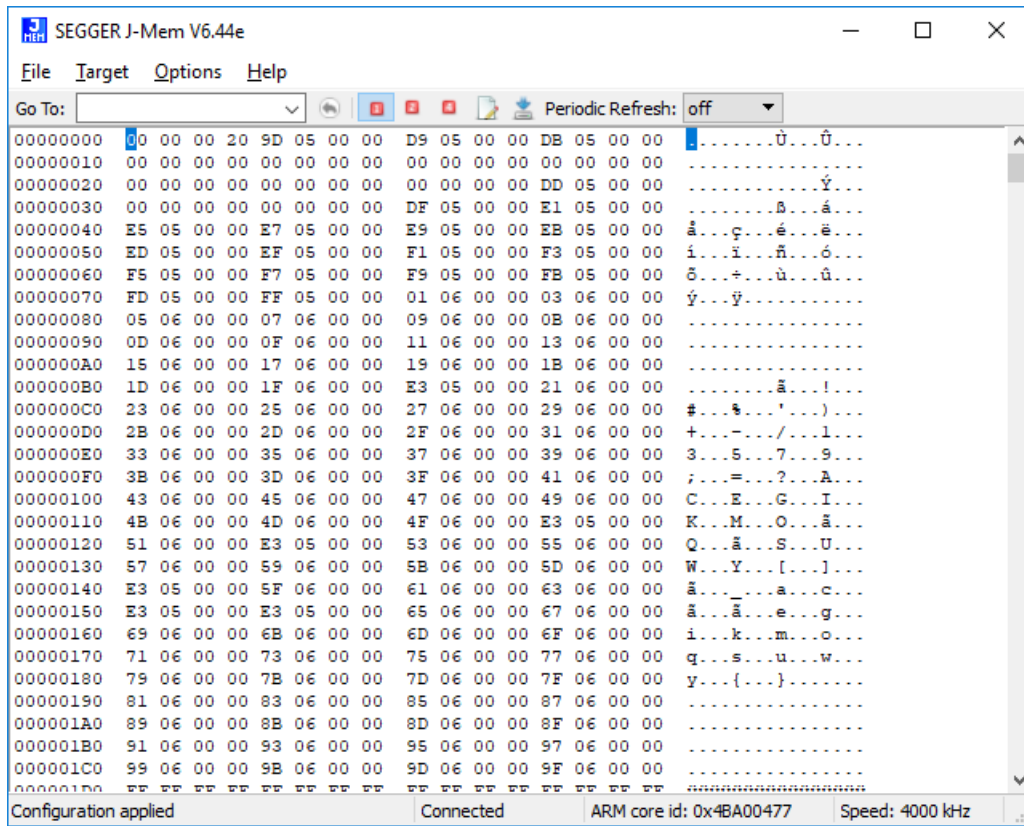 SEGGER J-Mem V6.44e
File Target Options Help
Go To: Periodic Refresh: off
00000000 00 00 00 20 9D 05 00 00 D9 05 00 00 DB 05 00 00 ........Ù...Û...
00000010 00 00 00 00 00 00 00 00 00 00 00 00 00 00 00 00 ................
00000020 00 00 00 00 00 00 00 00 00 00 00 00 DD 05 00 00 ............Ý...
00000030 00 00 00 00 00 00 00 00 DF 05 00 00 E1 05 00 00 ........ß...á...
00000040 E5 05 00 00 E7 05 00 00 E9 05 00 00 EB 05 00 00 å...ç...é...ë...
00000050 ED 05 00 00 EF 05 00 00 F1 05 00 00 F3 05 00 00 í...ï...ñ...ó...
00000060 F5 05 00 00 F7 05 00 00 F9 05 00 00 FB 05 00 00 õ...÷...ù...û...
00000070 FD 05 00 00 FF 05 00 00 01 06 00 00 03 06 00 00 ý...ÿ...........
00000080 05 06 00 00 07 06 00 00 09 06 00 00 0B 06 00 00 ................
00000090 0D 06 00 00 0F 06 00 00 11 06 00 00 13 06 00 00 ................
000000A0 15 06 00 00 17 06 00 00 19 06 00 00 1B 06 00 00 ................
000000B0 1D 06 00 00 1F 06 00 00 E3 05 00 00 21 06 00 00 ........ã...!...
000000C0 23 06 00 00 25 06 00 00 27 06 00 00 29 06 00 00 #...%...'...)...
000000D0 2B 06 00 00 2D 06 00 00 2F 06 00 00 31 06 00 00 +...-.../...1...
000000E0 33 06 00 00 35 06 00 00 37 06 00 00 39 06 00 00 3...5...7...9...
000000F0 3B 06 00 00 3D 06 00 00 3F 06 00 00 41 06 00 00 ;...=...?...A...
00000100 43 06 00 00 45 06 00 00 47 06 00 00 49 06 00 00 C...E...G...I...
00000110 4B 06 00 00 4D 06 00 00 4F 06 00 00 E3 05 00 00 K...M...O...ã...
00000120 51 06 00 00 E3 05 00 00 53 06 00 00 55 06 00 00 Q...ã...S...U...
00000130 57 06 00 00 59 06 00 00 5B 06 00 00 5D 06 00 00 W...Y...[...]...
00000140 E3 05 00 00 5F 06 00 00 61 06 00 00 63 06 00 00 ã..._...a...c...
00000150 E3 05 00 00 E3 05 00 00 65 06 00 00 67 06 00 00 ã...ã...e...g...
00000160 69 06 00 00 6B 06 00 00 6D 06 00 00 6F 06 00 00 i...k...m...o...
00000170 71 06 00 00 73 06 00 00 75 06 00 00 77 06 00 00 q...s...u...w...
00000180 79 06 00 00 7B 06 00 00 7D 06 00 00 7F 06 00 00 y...{...}.......
00000190 81 06 00 00 83 06 00 00 85 06 00 00 87 06 00 00 ................
000001A0 89 06 00 00 8B 06 00 00 8D 06 00 00 8F 06 00 00 ................
000001B0 91 06 00 00 93 06 00 00 95 06 00 00 97 06 00 00 ................
000001C0 99 06 00 00 9B 06 00 00 9D 06 00 00 9F 06 00 00 ................
Configuration applied Connected ARM core id: 0x4BA00477 Speed: 4000 kHz